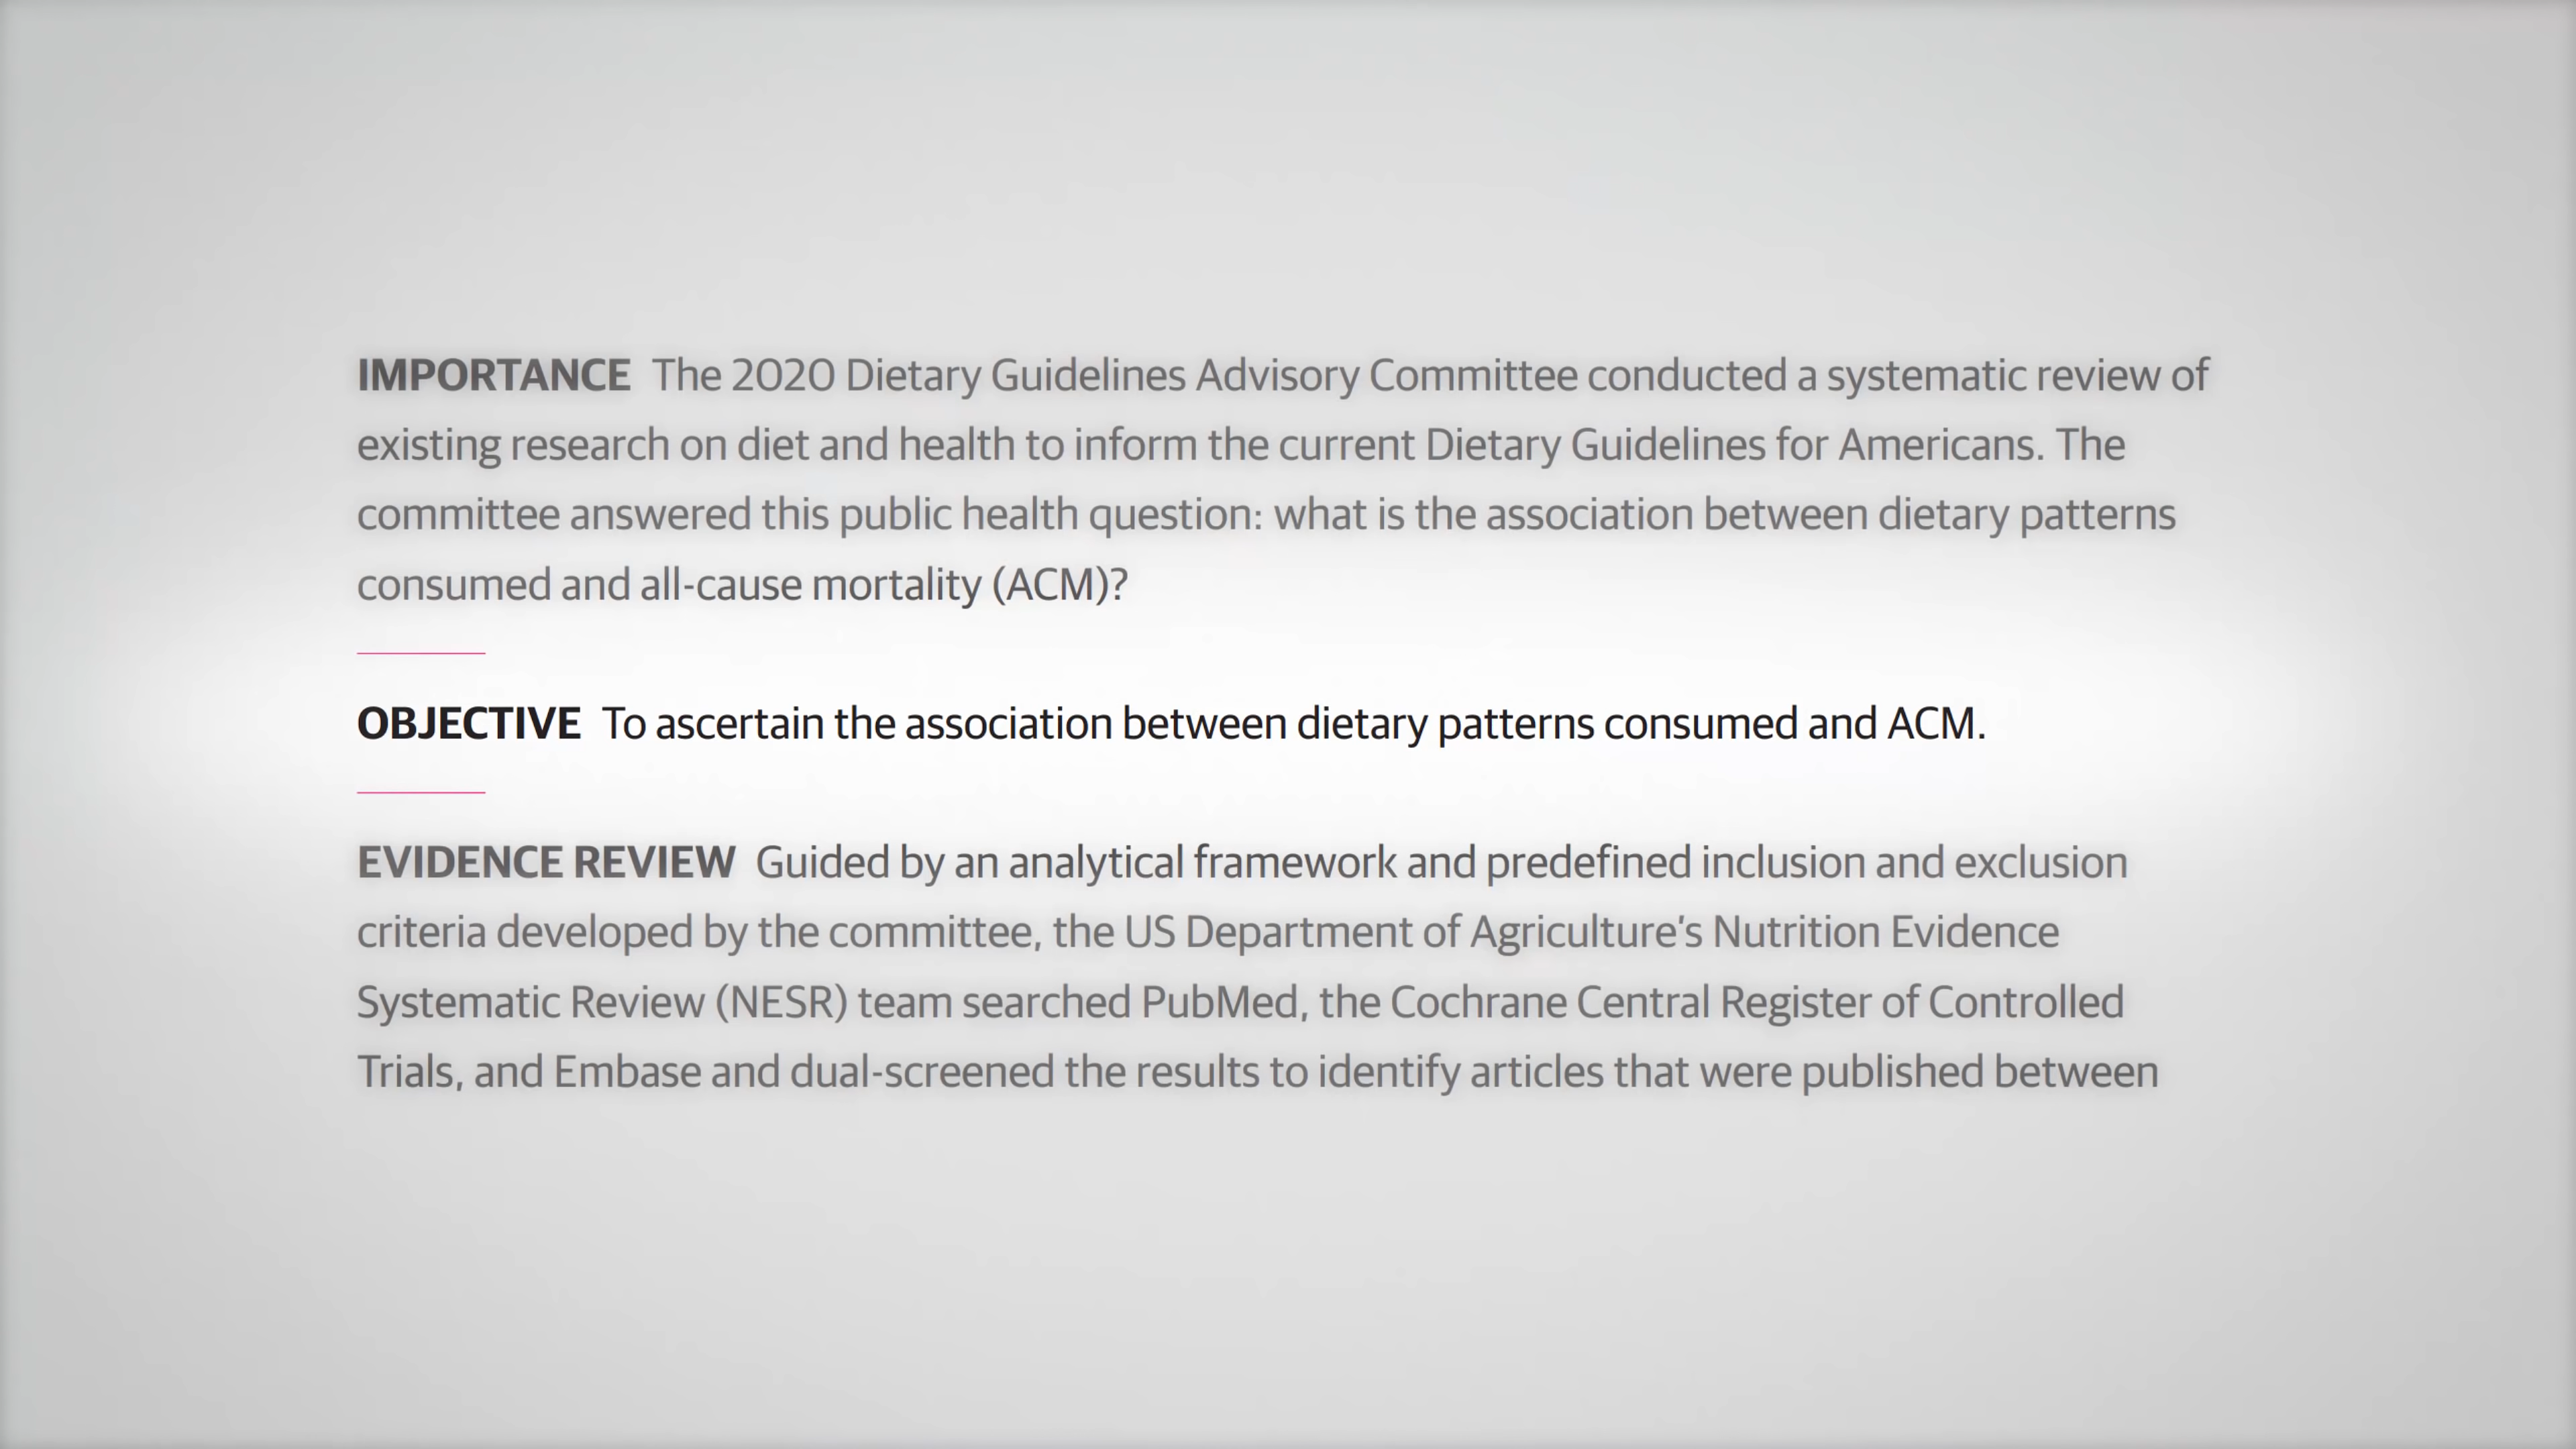 IMPORTANCE The 2020 Dietary Guidelines Advisory Committee conducted a systematic review of
existing research on diet and health to inform the current Dietary Guidelines for Americans. The
committee answered this public health question: what is the association between dietary patterns
consumed and all-cause mortality (ACM)?
OBJECTIVE To ascertain the association between dietary patterns consumed and ACM.
EVIDENCE REVIEW Guided by an analytical framework and predefined inclusion and exclusion
criteria developed by the committee, the US Department of Agriculture’s Nutrition Evidence
Systematic Review (NESR) team searched PubMed, the Cochrane Central Register of Controlled
Trials, and Embase and dual-screened the results to identify articles that were published between